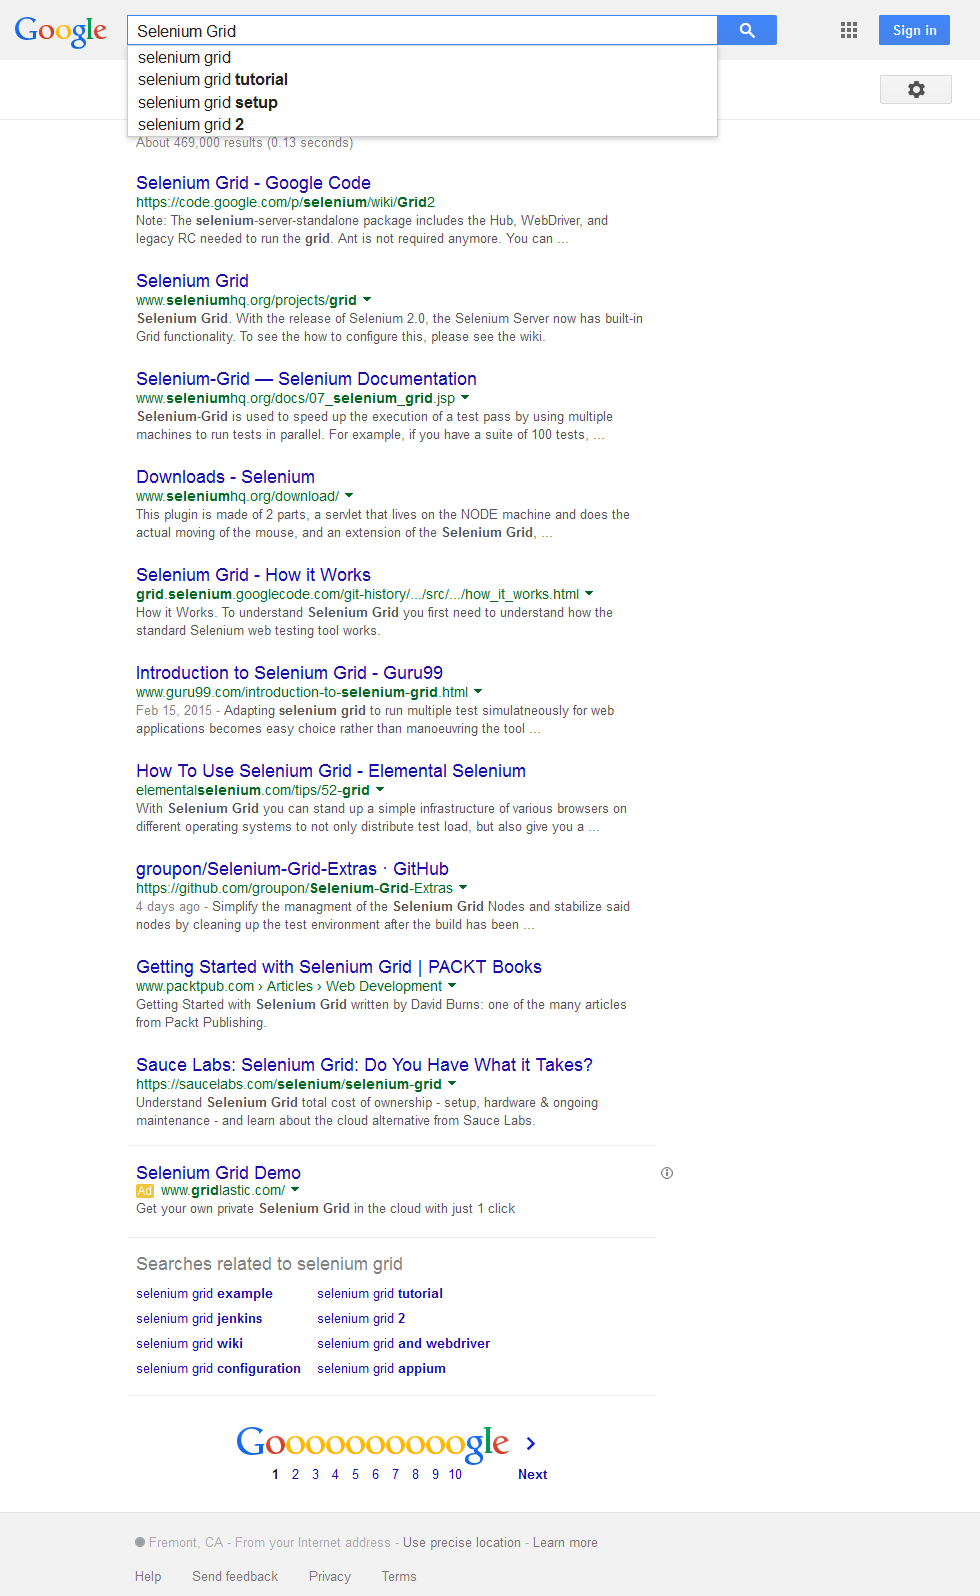 Google
Selenium Grid
Sign in
selenium grid
selenium grid tutorial
selenium grid setup
selenium grid 2
About 469,000 results (0.13 seconds)
Selenium Grid - Google Code
https://code.google.com/p/selenium/wiki/Grid2
Note: The selenium-server-standalone package includes the Hub, WebDriver, and
legacy RC needed to run the grid. Ant is not required anymore. You can ...
Selenium Grid
www.seleniumhq.org/projects/grid
Selenium Grid. With the release of Selenium 2.0, the Selenium Server now has built-in
Grid functionality. To see the how to configure this, please see the wiki.
Selenium-Grid — Selenium Documentation
www.seleniumhq.org/docs/07_selenium_grid.jsp
Selenium-Grid is used to speed up the execution of a test pass by using multiple
machines to run tests in parallel. For example, if you have a suite of 100 tests, ...
Downloads - Selenium
www.seleniumhq.org/download/
This plugin is made of 2 parts, a servlet that lives on the NODE machine and does the
actual moving of the mouse, and an extension of the Selenium Grid, ...
Selenium Grid - How it Works
grid.selenium.googlecode.com/git-history/.../src/.../how_it_works.html
How it Works. To understand Selenium Grid you first need to understand how the
standard Selenium web testing tool works.
Introduction to Selenium Grid - Guru99
www.guru99.com/introduction-to-selenium-grid.html
Feb 15, 2015 - Adapting selenium grid to run multiple test simulatneously for web
applications becomes easy choice rather than manoeuvring the tool ...
How To Use Selenium Grid - Elemental Selenium
elementalselenium.com/tips/52-grid
With Selenium Grid you can stand up a simple infrastructure of various browsers on
different operating systems to not only distribute test load, but also give you a ...
groupon/Selenium-Grid-Extras · GitHub
https://github.com/groupon/Selenium-Grid-Extras
4 days ago - Simplify the managment of the Selenium Grid Nodes and stabilize said
nodes by cleaning up the test environment after the build has been ...
Getting Started with Selenium Grid | PACKT Books
www.packtpub.com › Articles › Web Development
Getting Started with Selenium Grid written by David Burns: one of the many articles
from Packt Publishing.
Sauce Labs: Selenium Grid: Do You Have What it Takes?
https://saucelabs.com/selenium/selenium-grid
Understand Selenium Grid total cost of ownership - setup, hardware & ongoing
maintenance - and learn about the cloud alternative from Sauce Labs.
Selenium Grid Demo
Ad www.gridlastic.com/
Get your own private Selenium Grid in the cloud with just 1 click
Searches related to selenium grid
selenium grid example selenium grid tutorial
selenium grid jenkins selenium grid 2
selenium grid wiki selenium grid and webdriver
selenium grid configuration selenium grid appium
Goooooooooogle
1 2 3 4 5 6 7 8 9 10 Next
Fremont, CA - From your Internet address - Use precise location - Learn more
Help Send feedback Privacy Terms